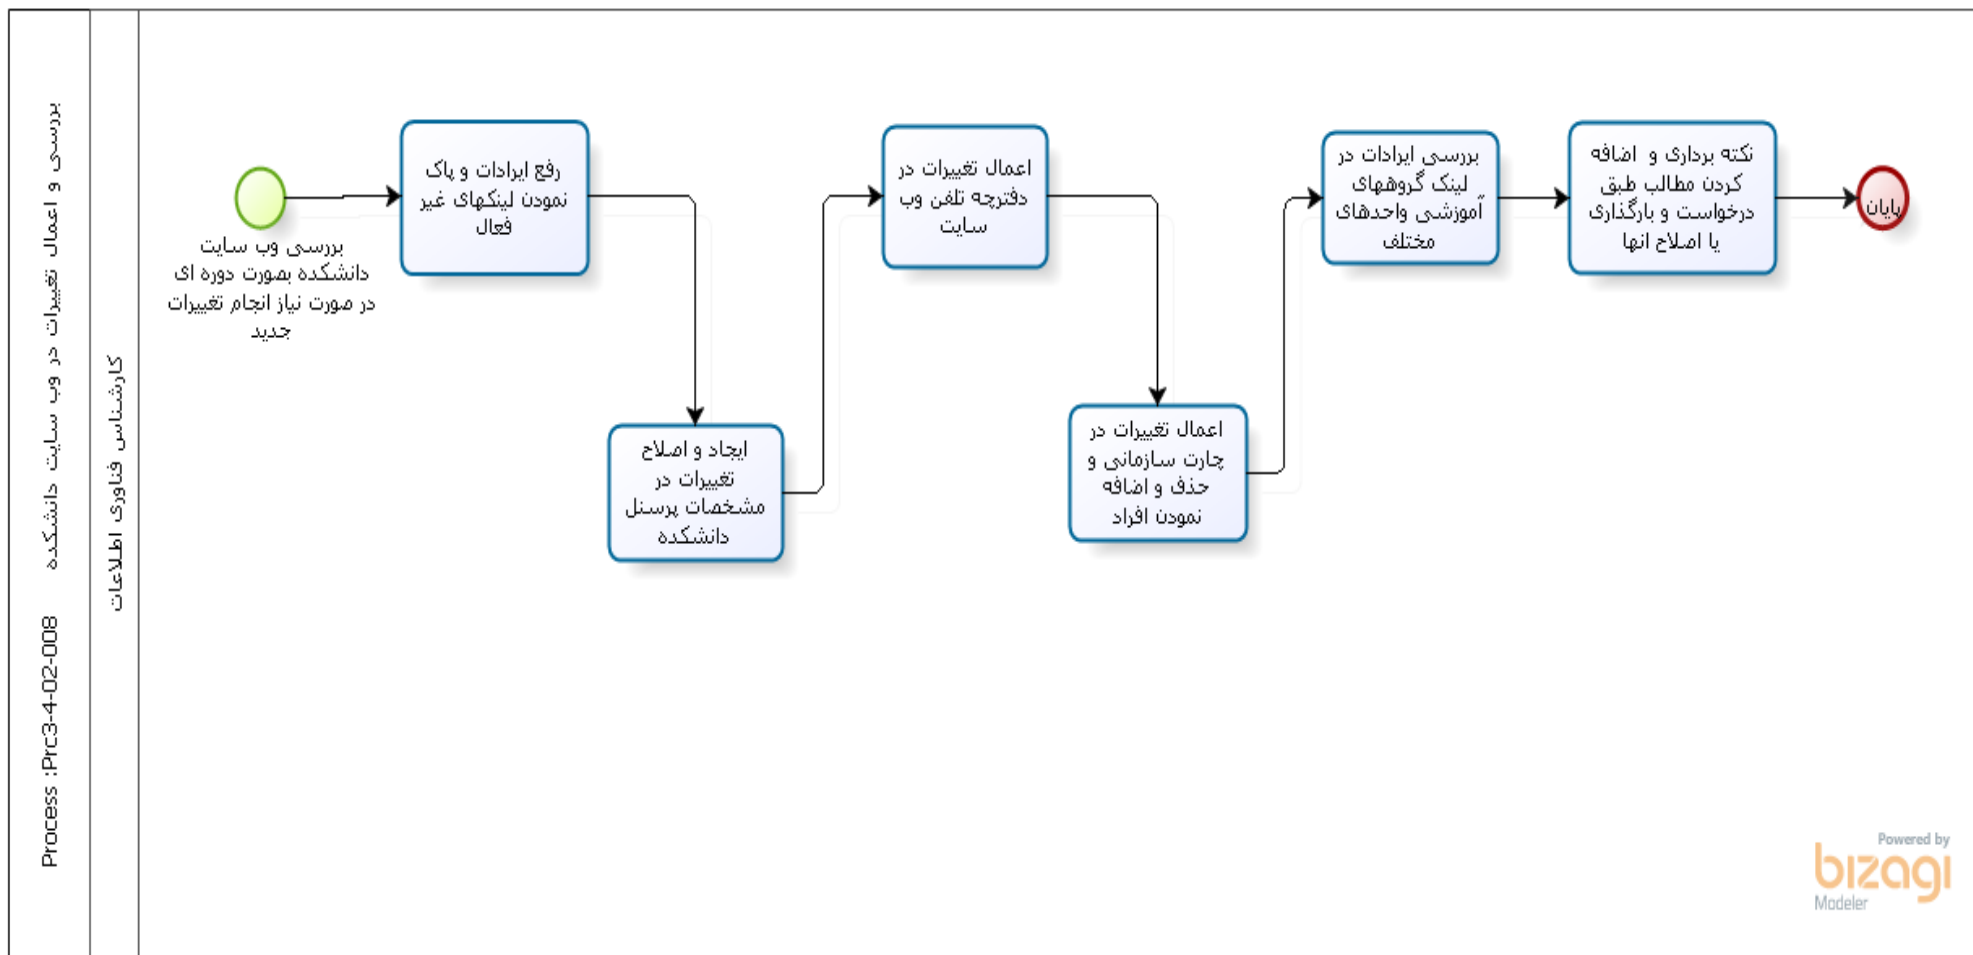 بررسی و اعمال تغییرات در وب سایت دانشکده Process :Prc3-4-02-008
کارشناس فناوری اطلاعات
بررسی وب سایت
دانشکده بصورت دوره ای
در صورت نیاز انجام تغییرات
جدید
رفع ایرادات و پاک
نمودن لینکهای غیر
فعال
ایجاد و اصلاح
تغییرات در
مشخصات پرسنل
دانشکده
اعمال تغییرات در
دفترچه تلفن وب
سایت
اعمال تغییرات در
چارت سازمانی و
حذف و اضافه
نمودن افراد
بررسی ایرادات در
لینک گروههای
آموزشی واحدهای
مختلف
نکته برداری و اضافه
کردن مطالب طبق
درخواست و بارگذاری
یا اصلاح انها
پایان
Powered by
bizagi
Modeler